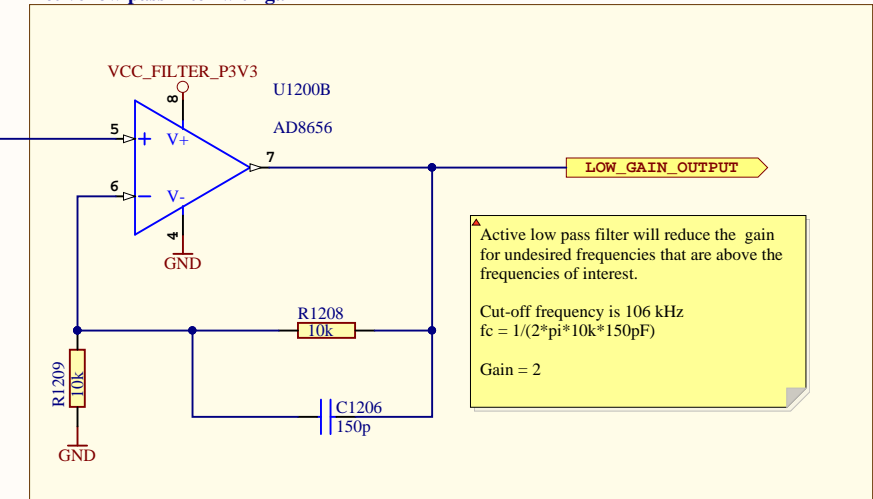 VCC_FILTER_P3V3
8
U1200B
AD8656
5
+
V+
7
LOW_GAIN_OUTPUT
6
V-
4
GND
Active low pass filter will reduce the gain
for undesired frequencies that are above the
frequencies of interest.
Cut-off frequency is 106 kHz
fc = 1/(2*pi*10k*150pF)
Gain = 2
R1208
10k
R1209
10k
C1206
150p
GND